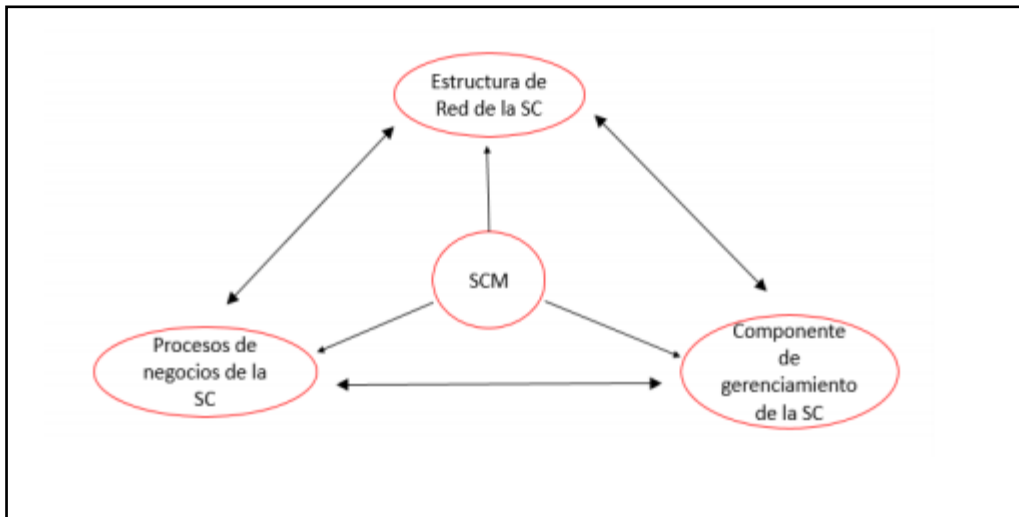 Estructura de
Red de la SC
SCM
Procesos de
negocios de la
SC
Componente
de
gerenciamiento
de la SC